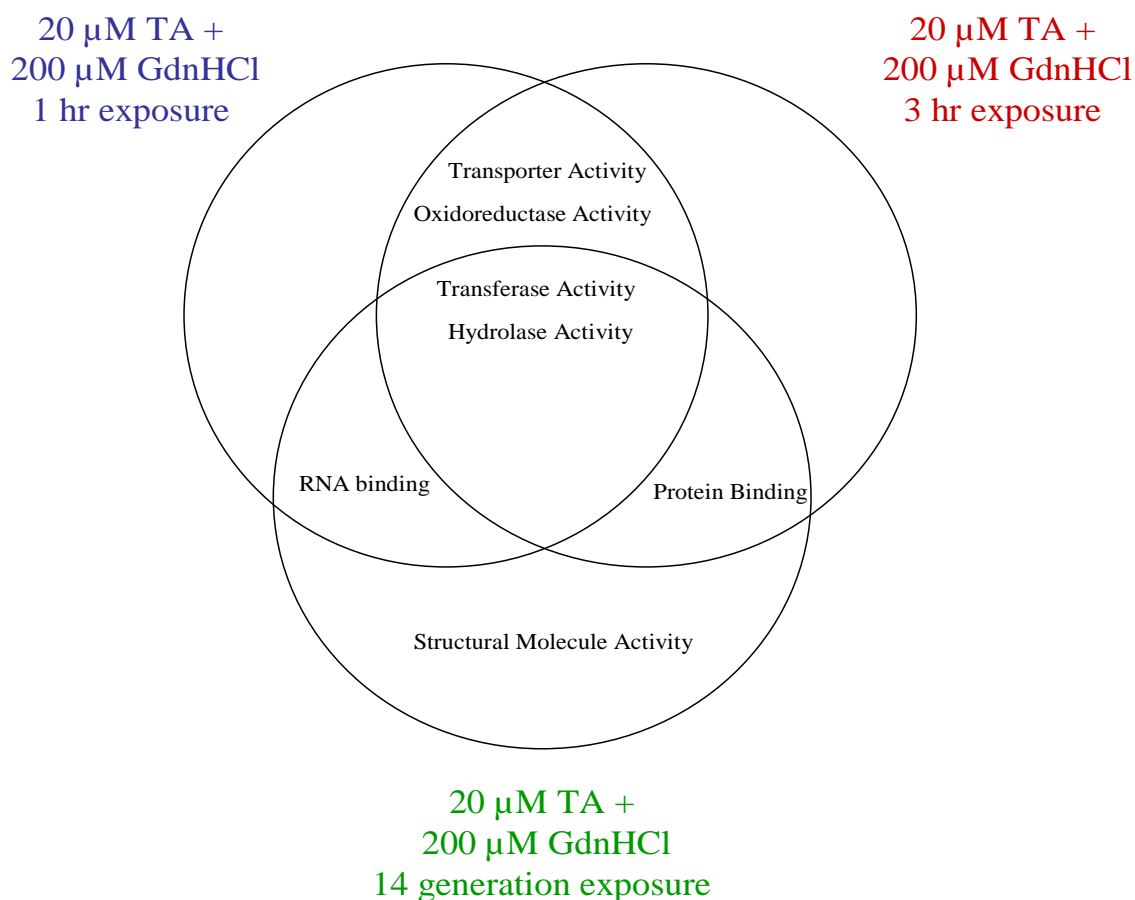 20 µM TA +
200 µM GdnHCl
1 hr exposure
20 µM TA +
200 µM GdnHCl
3 hr exposure
Transporter Activity
Oxidoreductase Activity
Transferase Activity
Hydrolase Activity
RNA binding
Protein Binding
Structural Molecule Activity
20 µM TA +
200 µM GdnHCl
14 generation exposure